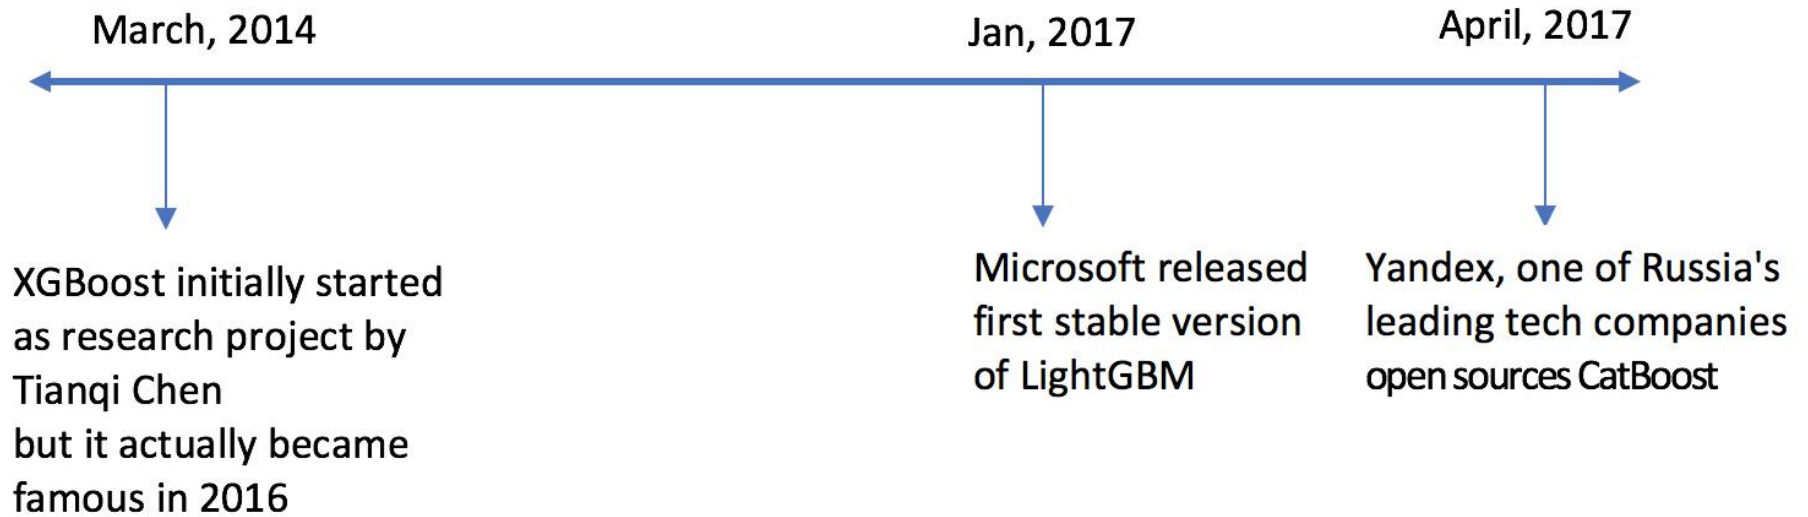 March, 2014
Jan, 2017
April, 2017
XGBoost initially started
as research project by
Tianqi Chen
but it actually became
famous in 2016
Microsoft released
first stable version
of LightGBM
Yandex, one of Russia's
leading tech companies
open sources CatBoost